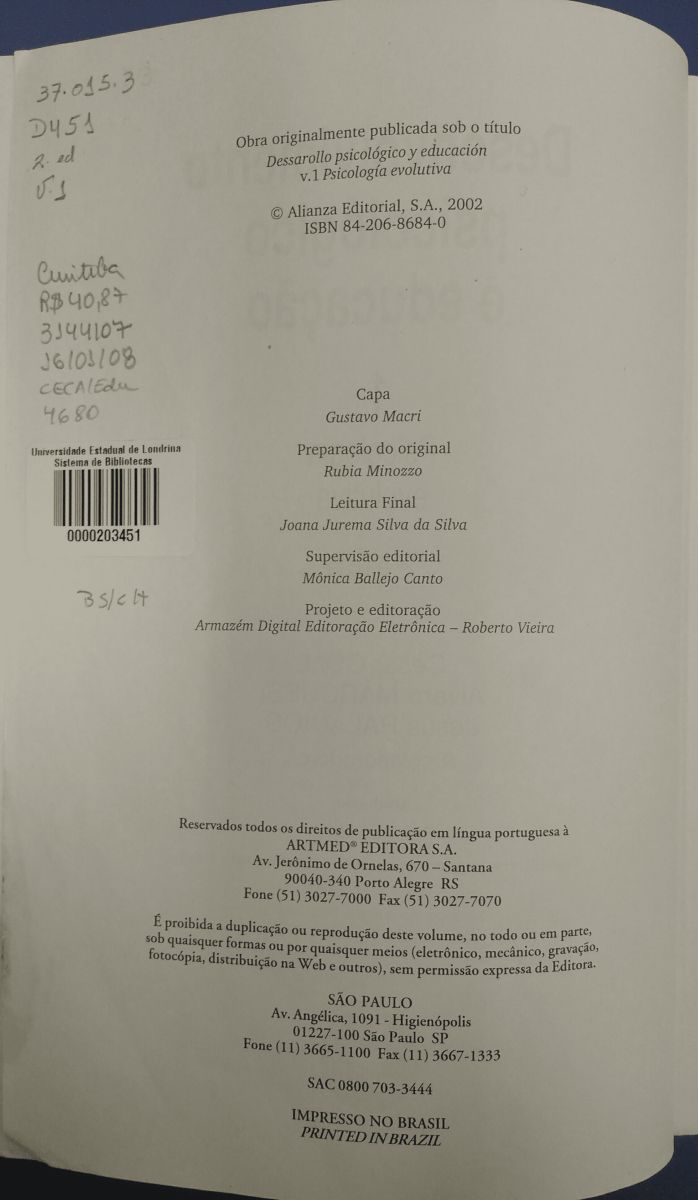 37.015.3
D451
2. ed
V.1
Obra originalmente publicada sob o título
Dessarollo psicológico y educación
v.1 Psicología evolutiva
© Alianza Editorial, S.A., 2002
ISBN 84-206-8684-0
Curitiba
R$ 40,87
3144107
16/01/08
CECA/Edu
4680
Universidade Estadual de Londrina
Sistema de Bibliotecas
0000203451
Capa
Gustavo Macri
Preparação do original
Rubia Minozzo
Leitura Final
Joana Jurema Silva da Silva
Supervisão editorial
Mônica Ballejo Canto
Projeto e editoração
Armazém Digital Editoração Eletrônica – Roberto Vieira
Reservados todos os direitos de publicação em língua portuguesa à
ARTMED® EDITORA S.A.
Av. Jerônimo de Ornelas, 670 – Santana
90040-340 Porto Alegre RS
Fone (51) 3027-7000 Fax (51) 3027-7070
É proibida a duplicação ou reprodução deste volume, no todo ou em parte,
sob quaisquer formas ou por quaisquer meios (eletrônico, mecânico, gravação,
fotocópia, distribuição na Web e outros), sem permissão expressa da Editora.
SÃO PAULO
Av. Angélica, 1091 - Higienópolis
01227-100 São Paulo SP
Fone (11) 3665-1100 Fax (11) 3667-1333
SAC 0800 703-3444
IMPRESSO NO BRASIL
PRINTED IN BRAZIL